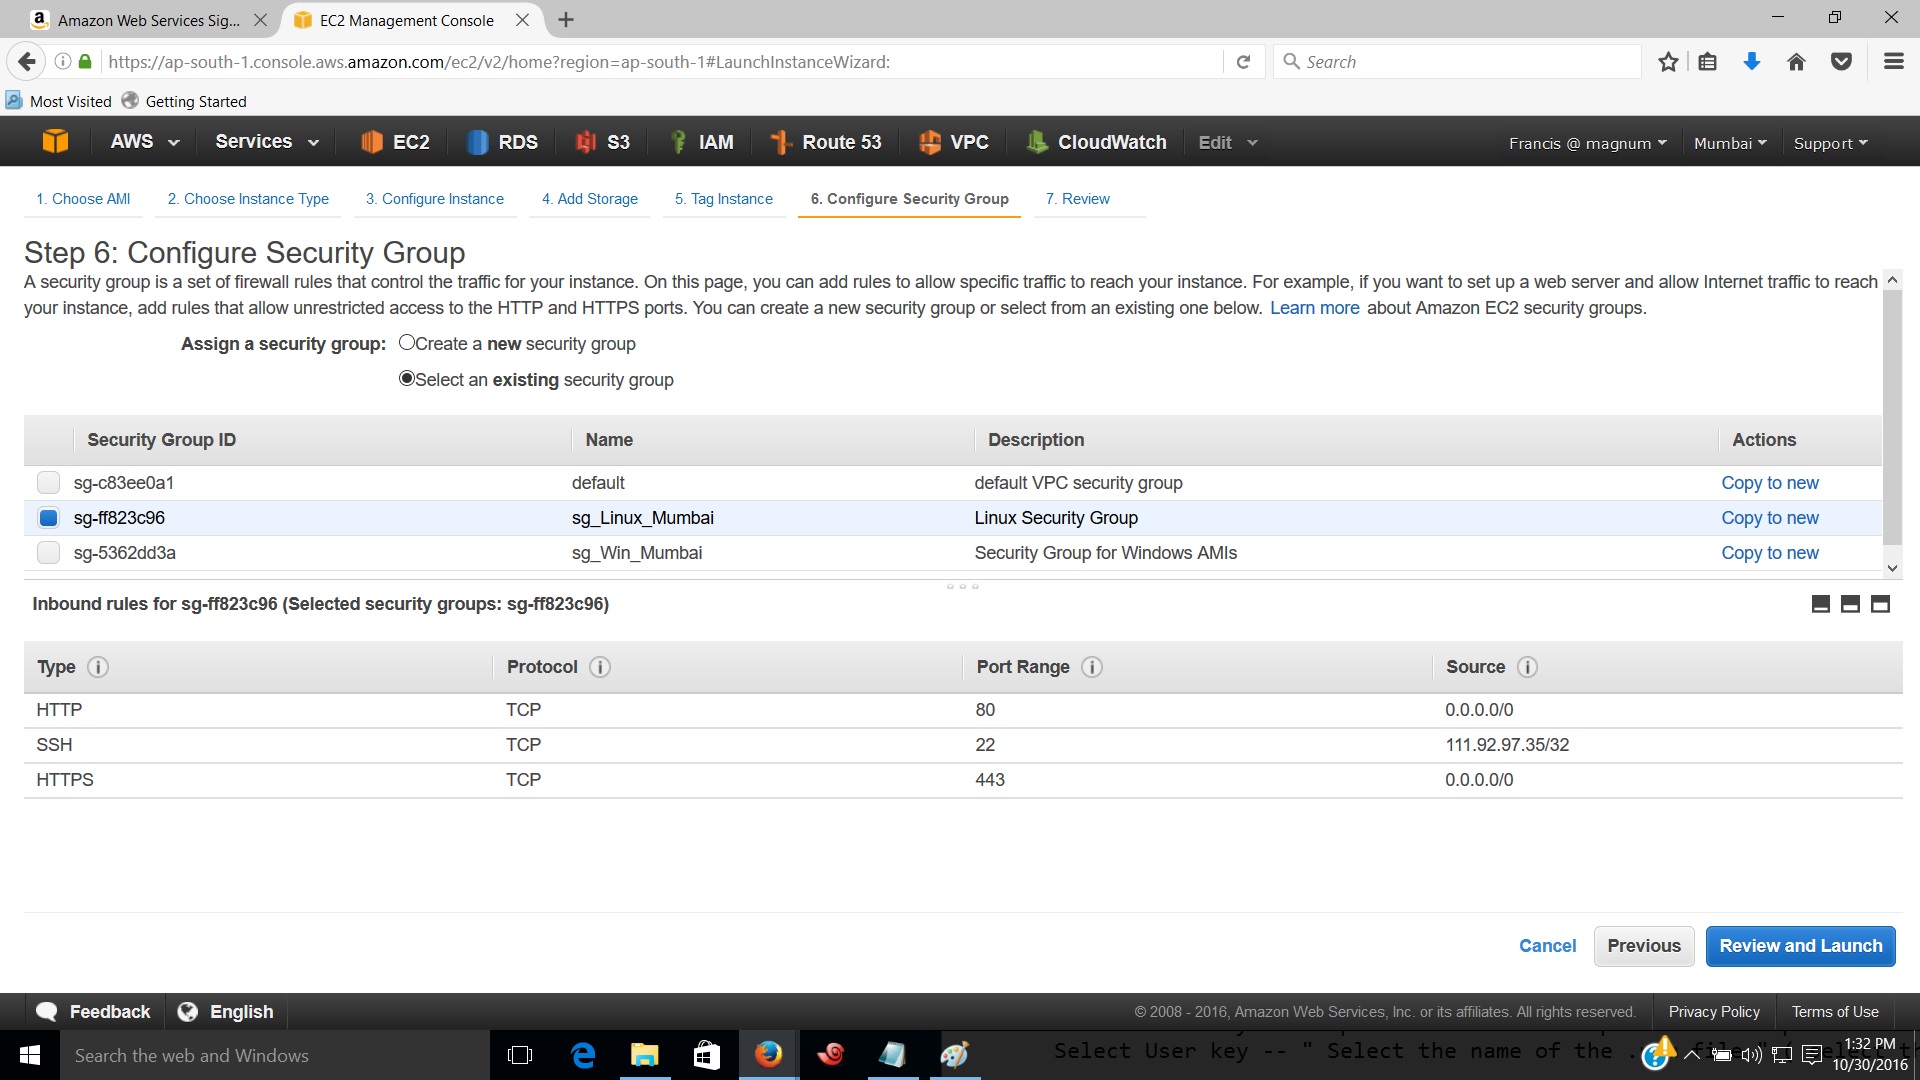 Amazon Web Services Sig...
EC2 Management Console
https://ap-south-1.console.aws.amazon.com/ec2/v2/home?region=ap-south-1#LaunchInstanceWizard:
Search
Most Visited
Getting Started
AWS
Services
EC2
RDS
S3
IAM
Route 53
VPC
CloudWatch
Edit
Francis @ magnum
Mumbai
Support
1. Choose AMI
2. Choose Instance Type
3. Configure Instance
4. Add Storage
5. Tag Instance
6. Configure Security Group
7. Review
Step 6: Configure Security Group
A security group is a set of firewall rules that control the traffic for your instance. On this page, you can add rules to allow specific traffic to reach your instance. For example, if you want to set up a web server and allow Internet traffic to reach
your instance, add rules that allow unrestricted access to the HTTP and HTTPS ports. You can create a new security group or select from an existing one below. Learn more about Amazon EC2 security groups.
Assign a security group: Create a new security group
Select an existing security group
Security Group ID Name Description Actions
sg-c83ee0a1 default default VPC security group Copy to new
sg-ff823c96 sg_Linux_Mumbai Linux Security Group Copy to new
sg-5362dd3a sg_Win_Mumbai Security Group for Windows AMIs Copy to new
Inbound rules for sg-ff823c96 (Selected security groups: sg-ff823c96)
Type Protocol Port Range Source
HTTP TCP 80 0.0.0.0/0
SSH TCP 22 111.92.97.35/32
HTTPS TCP 443 0.0.0.0/0
Cancel
Previous
Review and Launch
Feedback
English
© 2008 - 2016, Amazon Web Services, Inc. or its affiliates. All rights reserved.
Privacy Policy
Terms of Use
Search the web and Windows
Select User key -- " Select the name of the
1:32 PM
10/30/2016